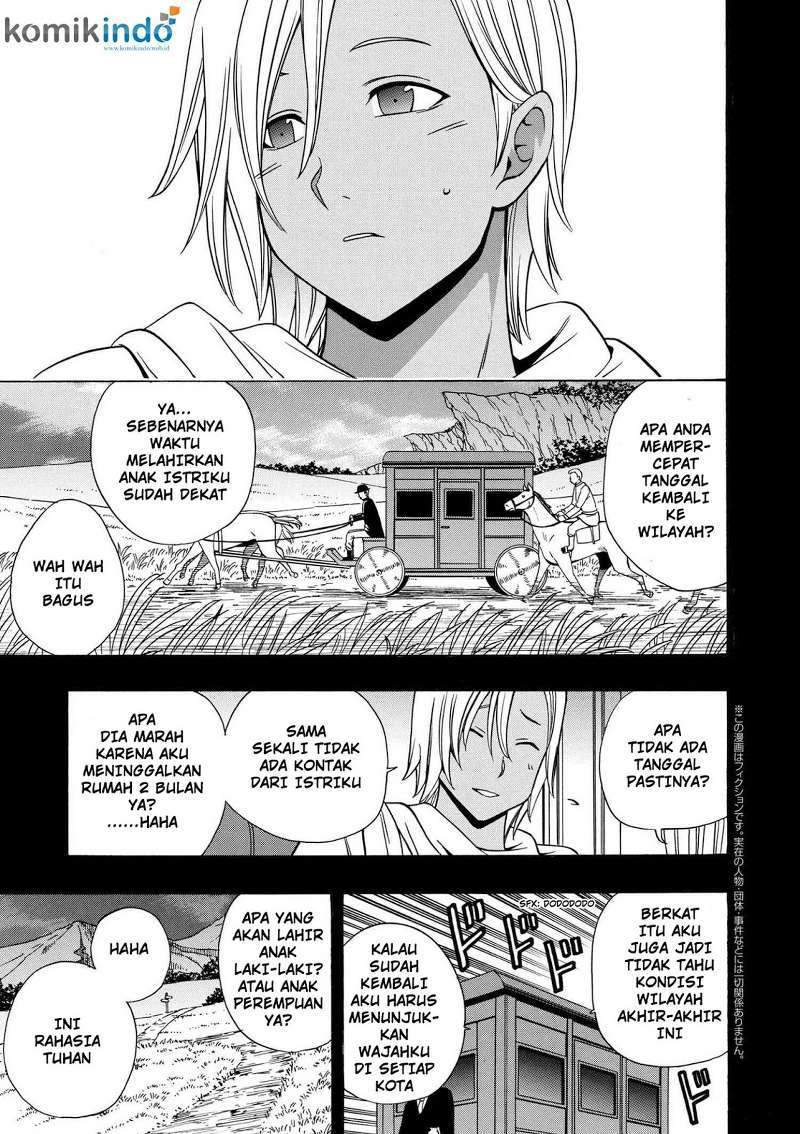 komikindo
www.komikindo.web.id
APA ANDA
MEMPER-
CEPAT
TANGGAL
KEMBALI
KE
WILAYAH?
YA...
SEBENARNYA
WAKTU
MELAHIRKAN
ANAK ISTRIKU
SUDAH DEKAT
WAH WAH
ITU
BAGUS
APA
TIDAK ADA
TANGGAL
PASTINYA?
SAMA
SEKALI TIDAK
ADA KONTAK
DARI ISTRIKU
APA
DIA MARAH
KARENA AKU
MENINGGALKAN
RUMAH 2 BULAN
YA?
......HAHA
BERKAT
ITU AKU
JUGA JADI
TIDAK TAHU
KONDISI
WILAYAH
AKHIR-AKHIR
INI
SFX: DODODODO
ドドドド
KALAU
SUDAH
KEMBALI
AKU HARUS
MENUNJUK-
KAN
WAJAHKU
DI SETIAP
KOTA
APA YANG
AKAN LAHIR
ANAK
LAKI-LAKI?
ATAU ANAK
PEREMPUAN
YA?
HAHA
INI
RAHASIA
TUHAN
※この漫画はフィクションです。実在の人物・団体・事件などには一切関係ありません。